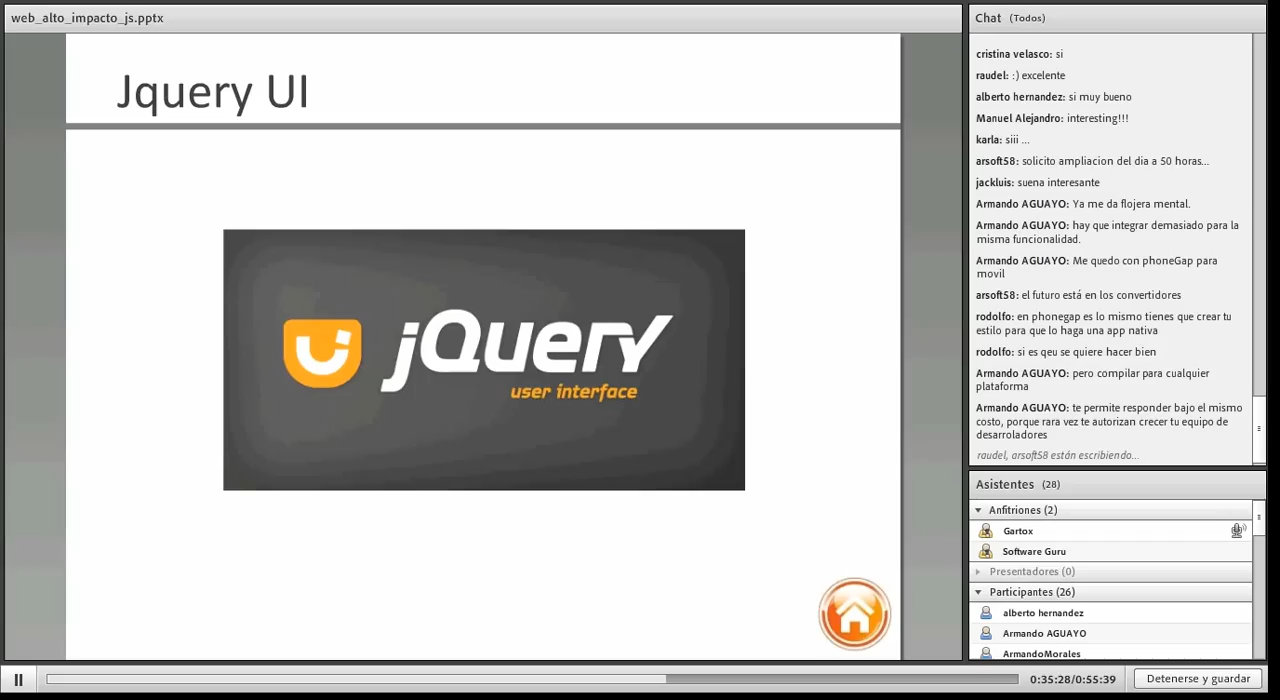 web_alto_impacto_js.pptx
Jquery UI
jQuery
user interface
Chat (Todos)
cristina velasco: si
raudel: :) excelente
alberto hernandez: si muy bueno
Manuel Alejandro: interesting!!!
karla: siii ...
arsoft58: solicito ampliacion del dia a 50 horas...
jackluis: suena interesante
Armando AGUAYO: Ya me da flojera mental.
Armando AGUAYO: hay que integrar demasiado para la
misma funcionalidad.
Armando AGUAYO: Me quedo con phoneGap para
movil
arsoft58: el futuro está en los convertidores
rodolfo: en phonegap es lo mismo tienes que crear tu
estilo para que lo haga una app nativa
rodolfo: si es qeu se quiere hacer bien
Armando AGUAYO: pero compilar para cualquier
plataforma
Armando AGUAYO: te permite responder bajo el mismo
costo, porque rara vez te autorizan crecer tu equipo de
desarroladores
raudel, arsoft58 están escribiendo...
Asistentes (28)
Anfitriones (2)
Gartox
Software Guru
Presentadores (0)
Participantes (26)
alberto hernandez
Armando AGUAYO
ArmandoMorales
0:35:28/0:55:39
Detenerse y guardar